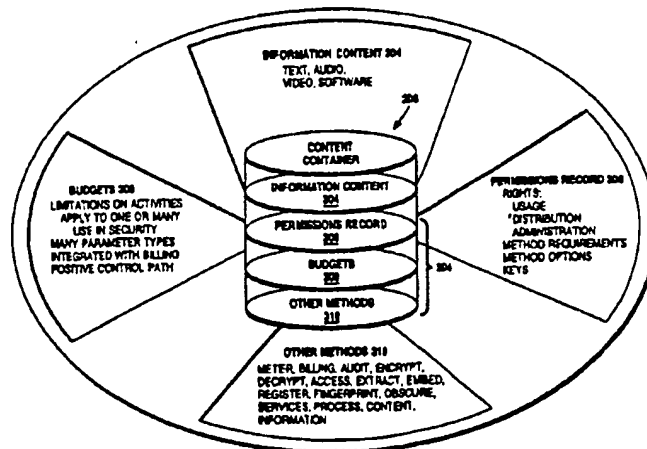 INFORMATION CONTENT 304
TEXT, AUDIO,
VIDEO, SOFTWARE
CONTENT
CONTAINER
INFORMATION CONTENT
304
PERMISSIONS RECORD
BUDGETS
OTHER METHODS
310
BUDGETS 308
LIMITATIONS ON ACTIVITIES
APPLY TO ONE OR MANY
USE IN SECURITY
MANY PARAMETER TYPES
INTEGRATED WITH BILLING
POSITIVE CONTROL PATH
PERMISSIONS RECORD
RIGHTS:
USAGE
DISTRIBUTION
ADMINISTRATION
METHOD REQUIREMENTS
METHOD OPTIONS
KEYS
OTHER METHODS 310
METER, BILLING, AUDIT, ENCRYPT,
DECRYPT, ACCESS, EXTRACT, EMBED,
REGISTER, FINGERPRINT, OBSCURE,
SERVICES, PROCESS, CONTENT,
INFORMATION